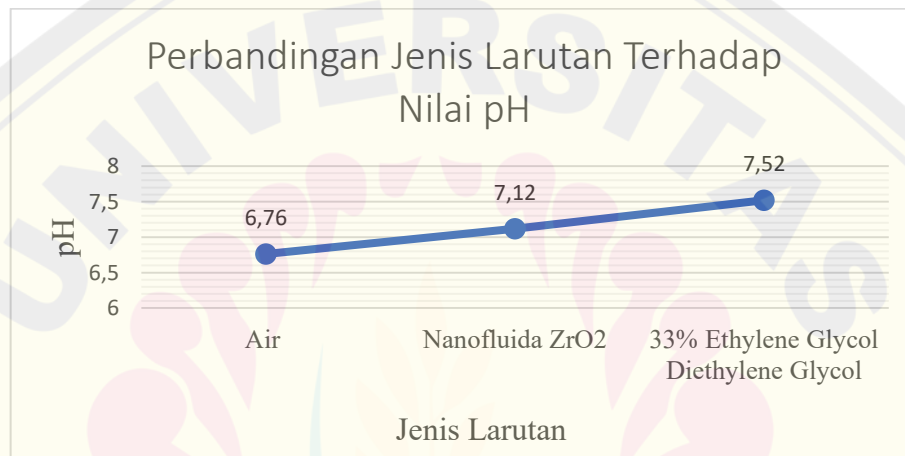 Perbandingan Jenis Larutan Terhadap
Nilai pH
pH
8
7,5
7
6,5
6
6,76
7,12
7,52
Air
Nanofluida ZrO2
33% Ethylene Glycol
Diethylene Glycol
Jenis Larutan
UNIVERSITAS